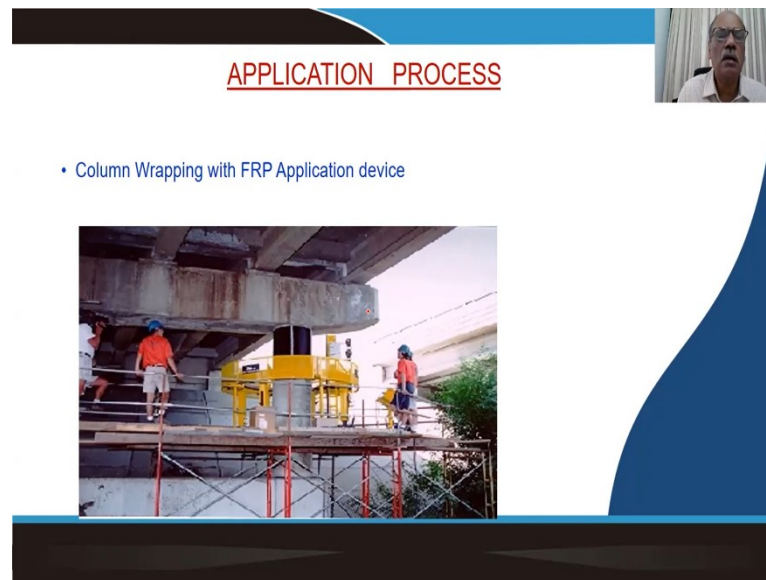 APPLICATION PROCESS
• Column Wrapping with FRP Application device